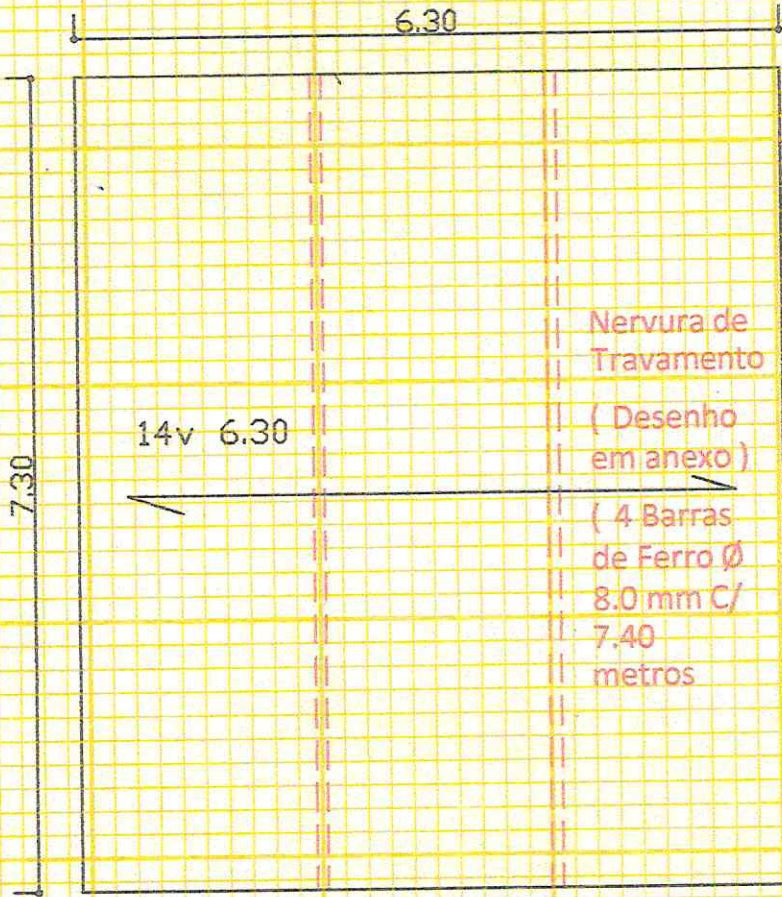 6.30
7.30
14v 6.30
Nervura de
Travamento
( Desenho
em anexo )
( 4 Barras
de Ferro Ø
8.0 mm C/
7.40
metros